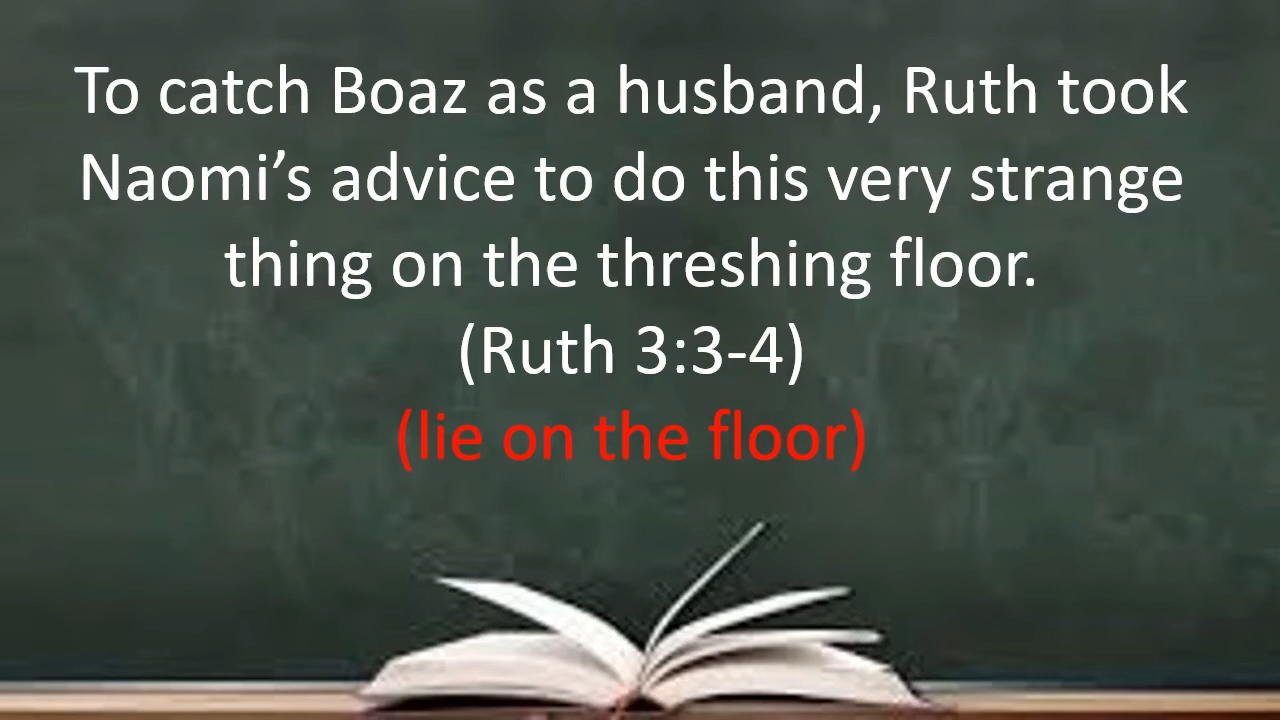 To catch Boaz as a husband, Ruth took
Naomi’s advice to do this very strange
thing on the threshing floor.
(Ruth 3:3-4)
(lie on the floor)